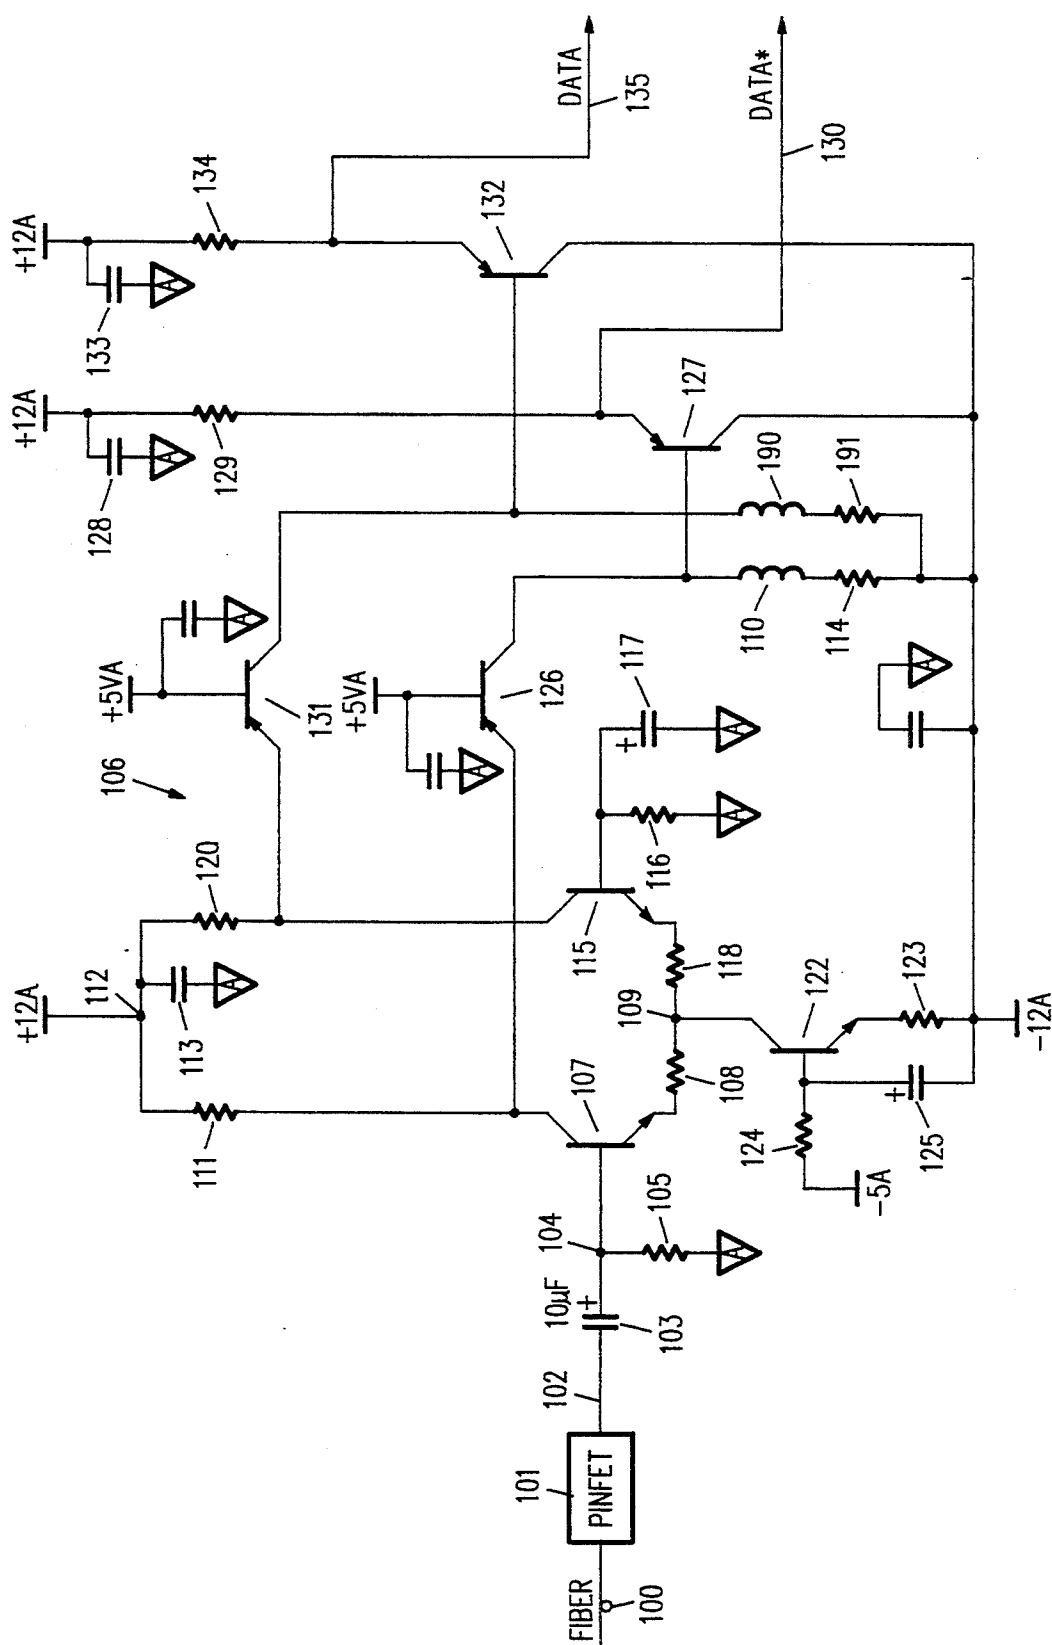 +12A
134
133
132
DATA
135
DATA*
130
+12A
128
129
127
190
191
110
114
+5VA
131
106
+5VA
126
117
116
120
115
118
+12A
112
113
109
122
123
-12A
111
107
108
124
125
-5A
104
105
10μF
+
103
102
101
PINFET
FIBER
100
+
+
A
A
A
A
A
A
A
A
A
A